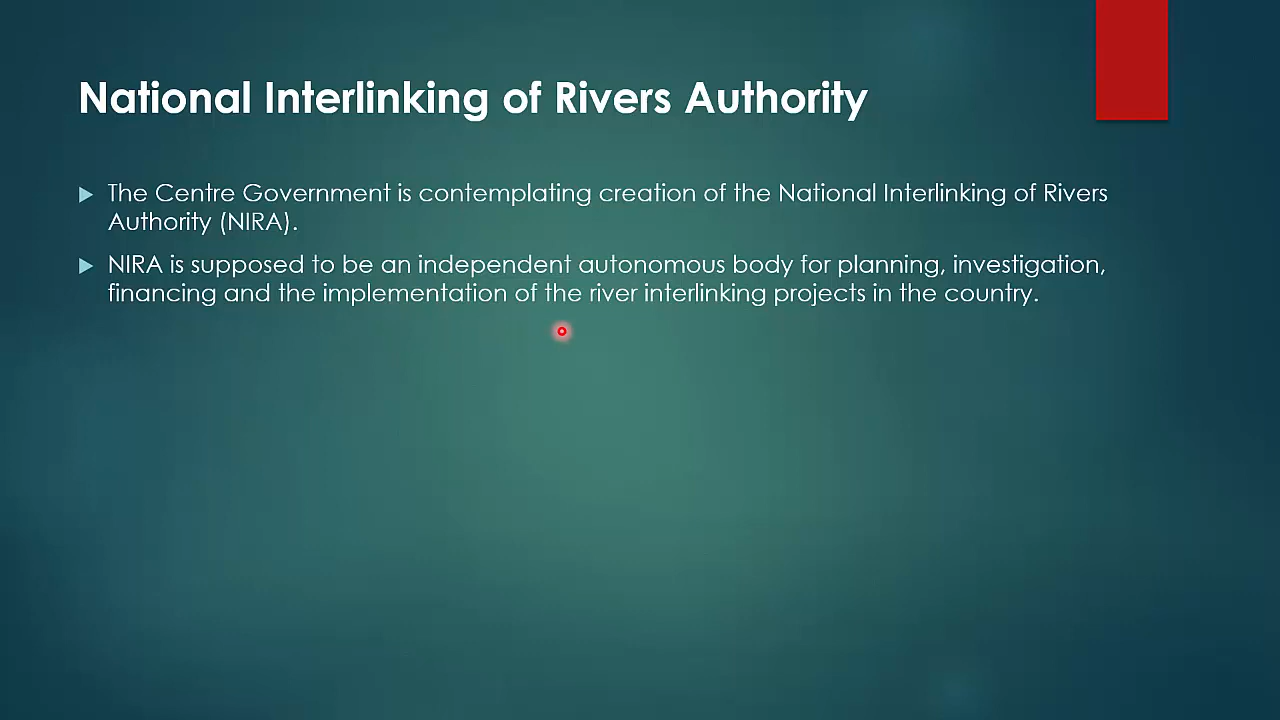 National Interlinking of Rivers Authority
The Centre Government is contemplating creation of the National Interlinking of Rivers
Authority (NIRA).
NIRA is supposed to be an independent autonomous body for planning, investigation,
financing and the implementation of the river interlinking projects in the country.